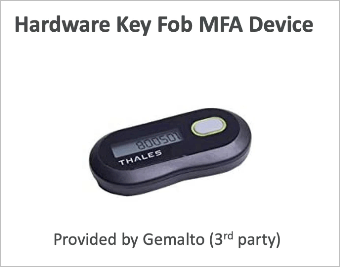 Hardware Key Fob MFA Device
THALES
Provided by Gemalto (3rd party)